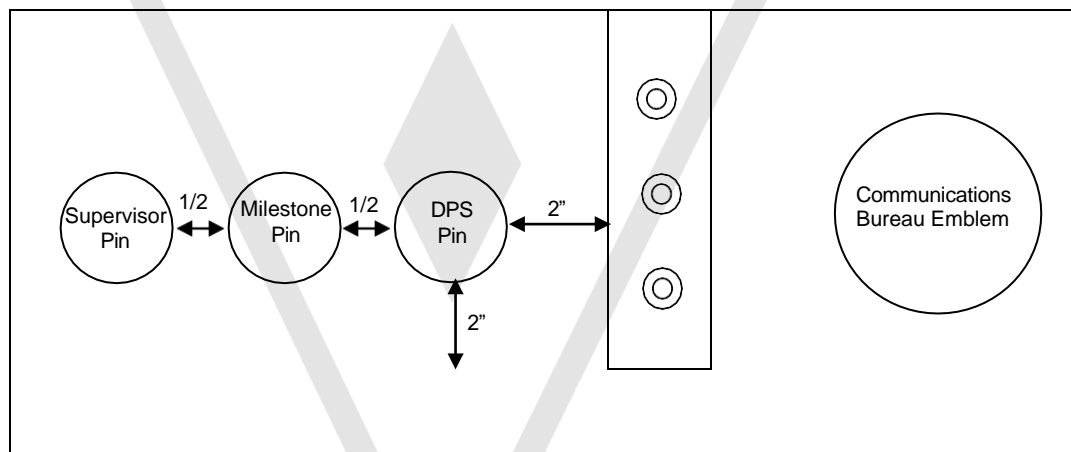 Supervisor
Pin
1/2
Milestone
Pin
1/2
DPS
Pin
2”
2”
Communications
Bureau Emblem